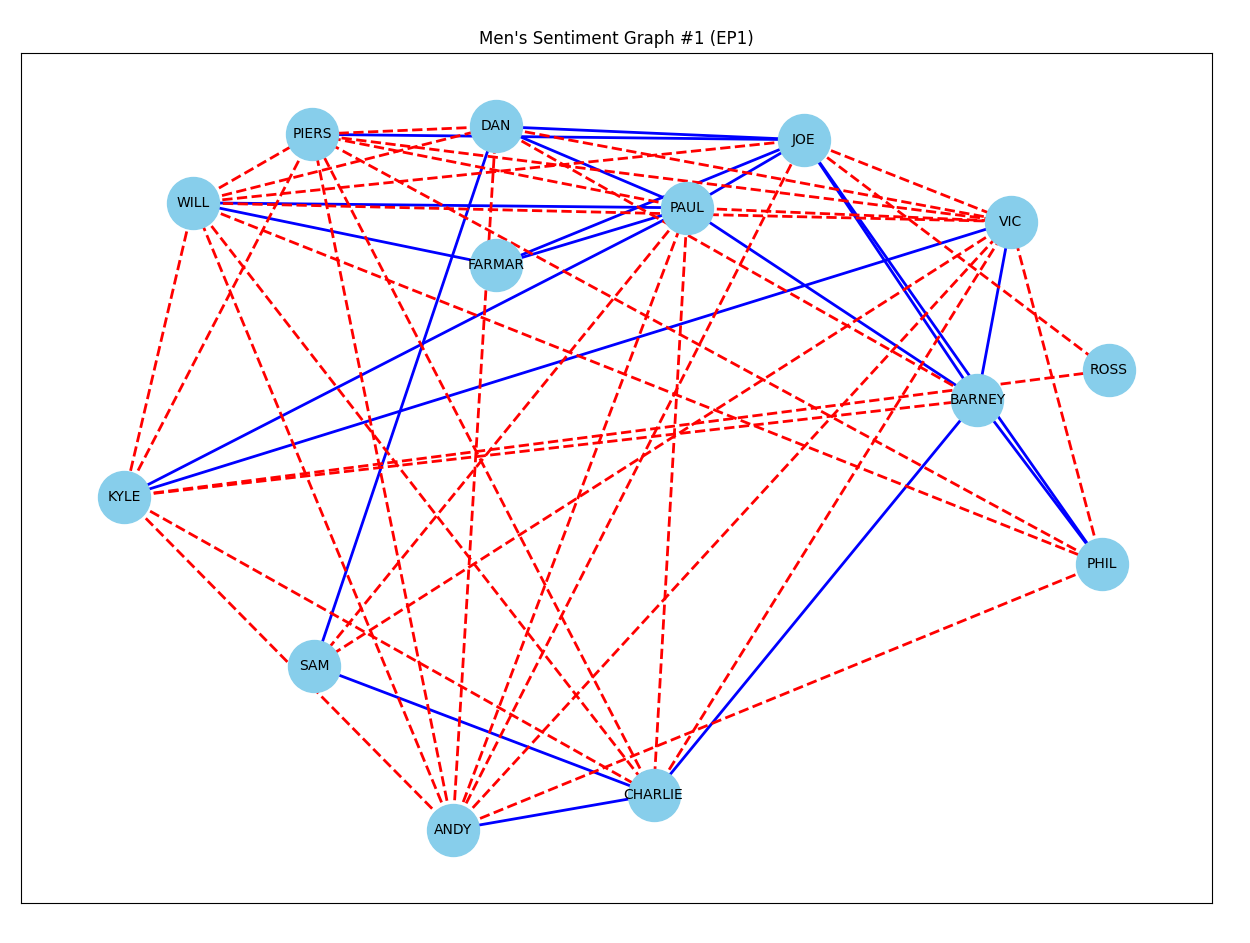 Men's Sentiment Graph #1 (EP1)
PIERS
DAN
JOE
WILL
PAUL
VIC
FARMAR
ROSS
BARNEY
KYLE
PHIL
SAM
CHARLIE
ANDY